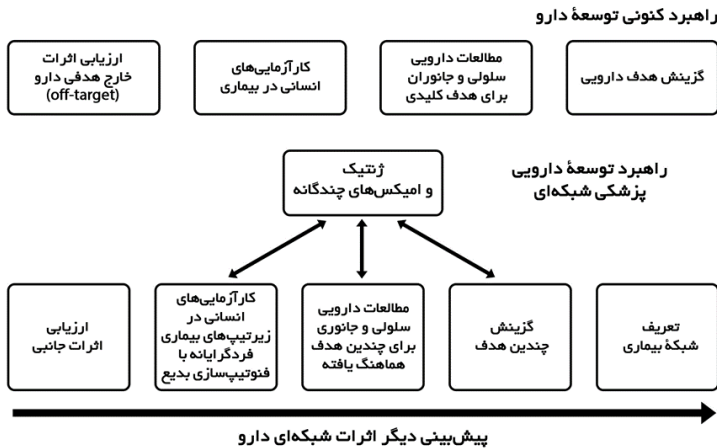 راهبرد کنونی توسعهٔ دارو
گزینش هدف دارویی
مطالعات دارویی
سلولی و جانوران
برای هدف کلیدی
کارآزمایی‌های
انسانی در بیماری
ارزیابی اثرات
خارج هدفی دارو
(off-target)
راهبرد توسعهٔ دارویی
پزشکی شبکه‌ای
ژنتیک
و امیکس‌های چندگانه
تعریف
شبکهٔ بیماری
گزینش
چندین هدف
مطالعات دارویی
سلولی و جانوری
برای چندین هدف
هماهنگ یافته
کارآزمایی‌های
انسانی در
زیرتیپ‌های بیماری
فردگرایانه با
فنوتیپ‌سازی بدیع
ارزیابی
اثرات جانبی
پیش‌بینی دیگر اثرات شبکه‌ای دارو